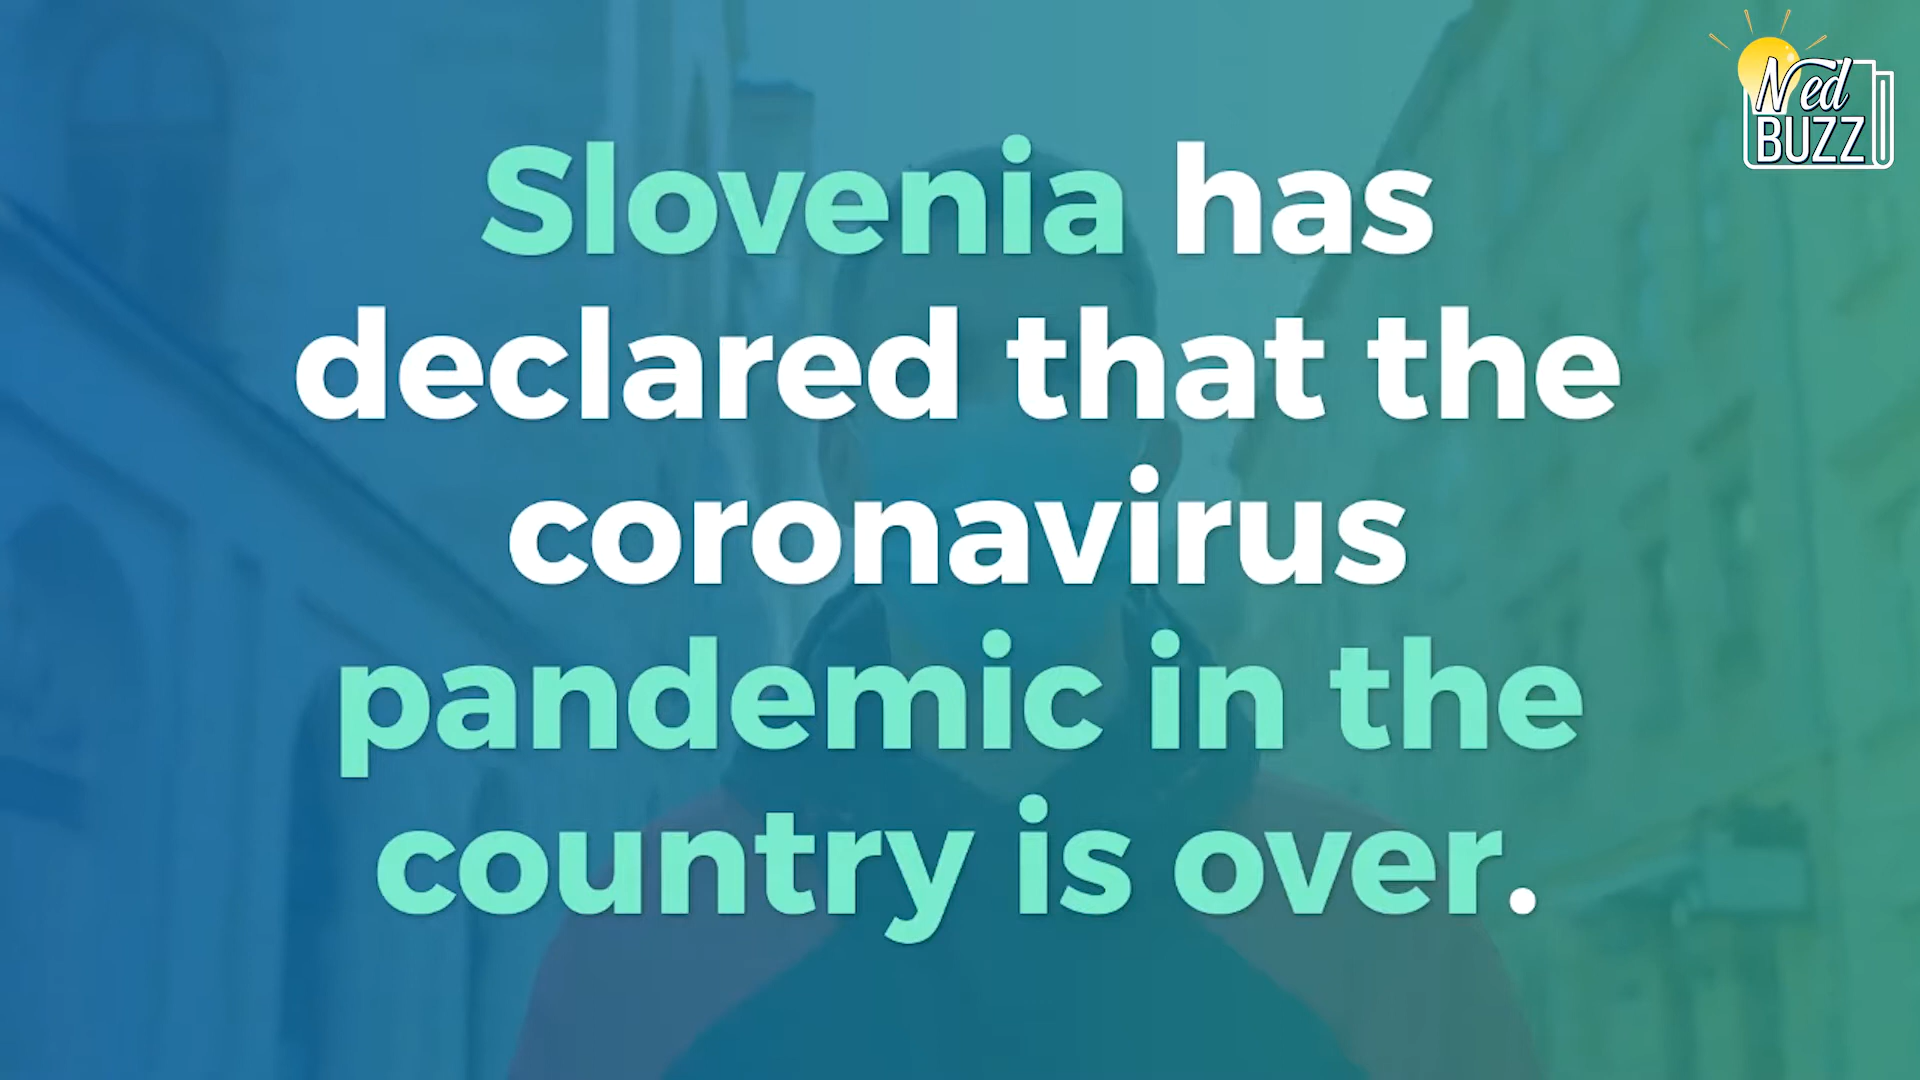 Ned
BUZZ
Slovenia has
declared that the
coronavirus
pandemic in the
country is over.